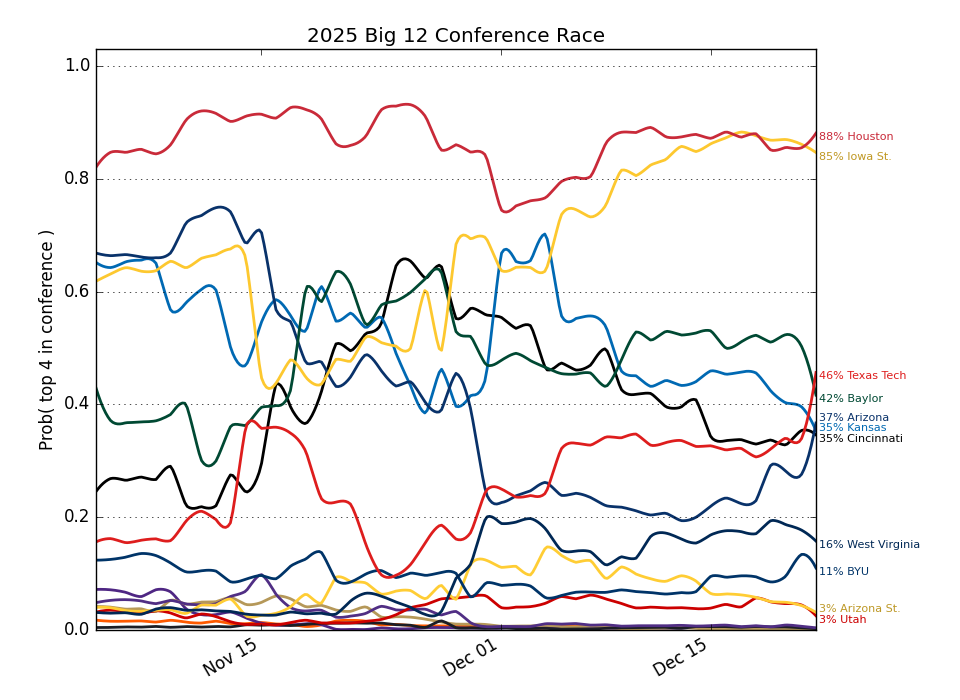 2025 Big 12 Conference Race
Prob( top 4 in conference )
1.0
0.8
0.6
0.4
0.2
0.0
Nov 15
Dec 01
Dec 15
88% Houston
85% Iowa St.
46% Texas Tech
42% Baylor
37% Arizona
35% Kansas
35% Cincinnati
16% West Virginia
11% BYU
3% Arizona St.
3% Utah